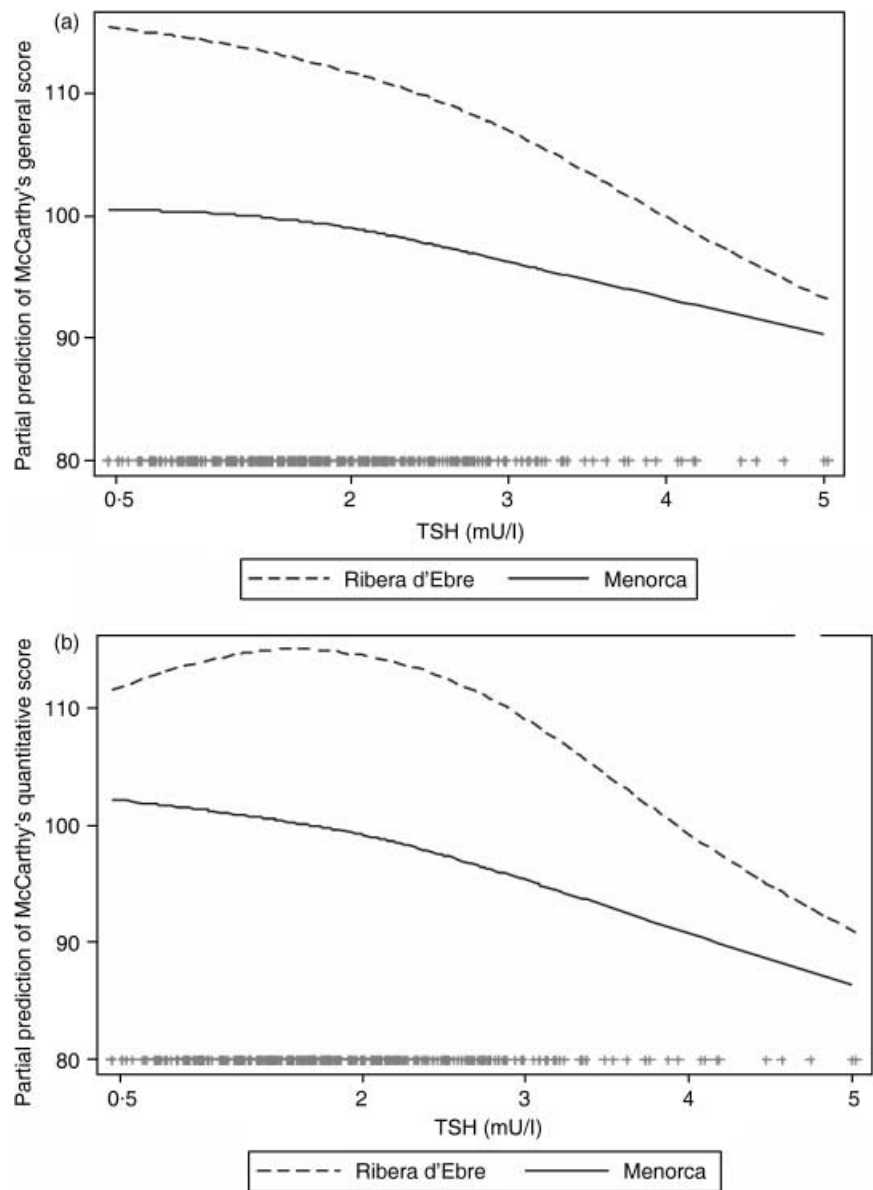 (a)
Partial prediction of McCarthy's general score
110
100
90
80
0·5 2 3 4 5
TSH (mU/l)
Ribera d'Ebre Menorca
(b)
Partial prediction of McCarthy's quantitative score
110
100
90
80
0·5 2 3 4 5
TSH (mU/l)
Ribera d'Ebre Menorca